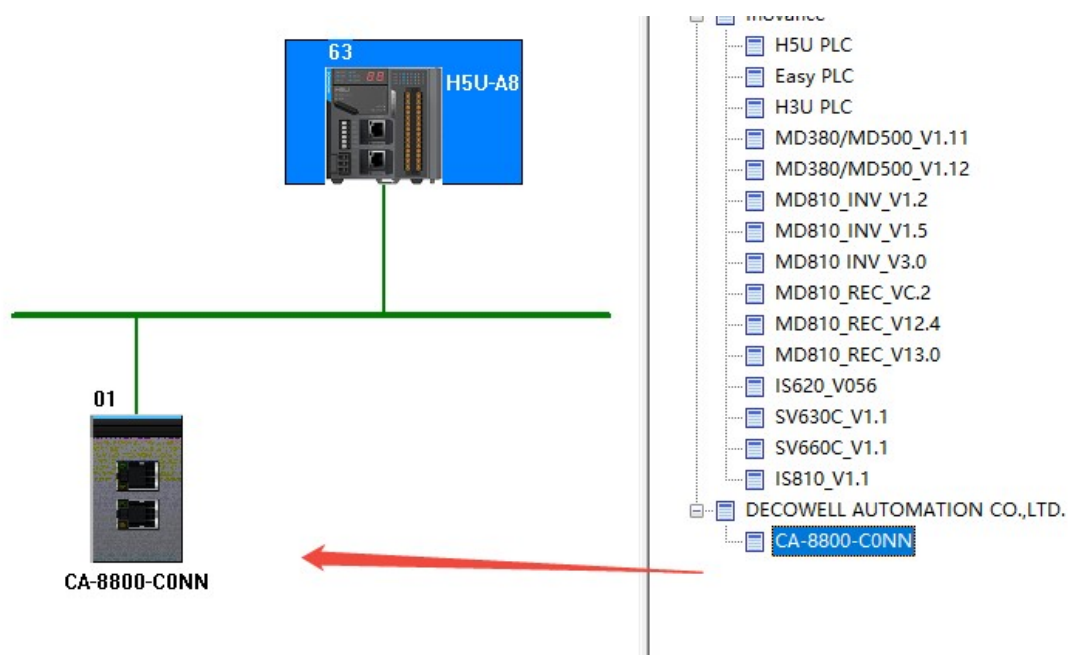 63
H5U-A8
01
CA-8800-C0NN
Inovance
H5U PLC
Easy PLC
H3U PLC
MD380/MD500_V1.11
MD380/MD500_V1.12
MD810_INV_V1.2
MD810_INV_V1.5
MD810 INV_V3.0
MD810_REC_VC.2
MD810_REC_V12.4
MD810_REC_V13.0
IS620_V056
SV630C_V1.1
SV660C_V1.1
IS810_V1.1
DECOWELL AUTOMATION CO.,LTD.
CA-8800-C0NN